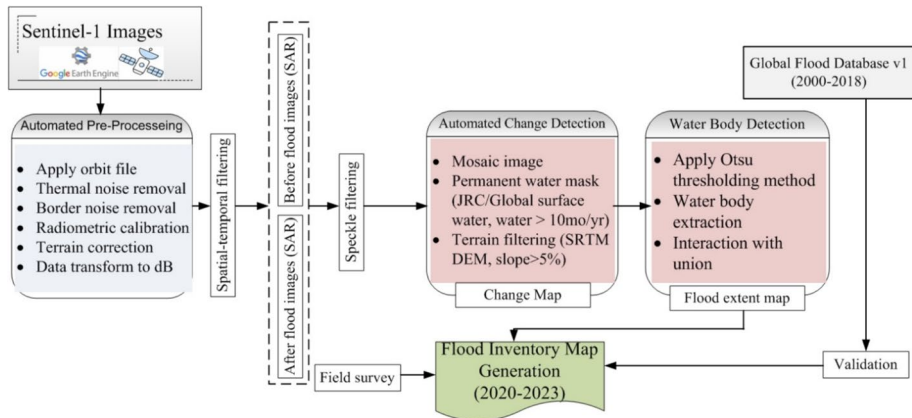 Sentinel-1 Images
Google Earth Engine
Automated Pre-Processeing
Apply orbit file
Thermal noise removal
Border noise removal
Radiometric calibration
Terrain correction
Data transform to dB
Spatial-temporal filtering
Before flood images (SAR)
After flood images (SAR)
Speckle filtering
Automated Change Detection
Mosaic image
Permanent water mask
(JRC/Global surface
water, water > 10mo/yr)
Terrain filtering (SRTM
DEM, slope>5%)
Change Map
Water Body Detection
Apply Otsu
thresholding method
Water body
extraction
Interaction with
union
Flood extent map
Global Flood Database v1
(2000-2018)
Validation
Field survey
Flood Inventory Map
Generation
(2020-2023)